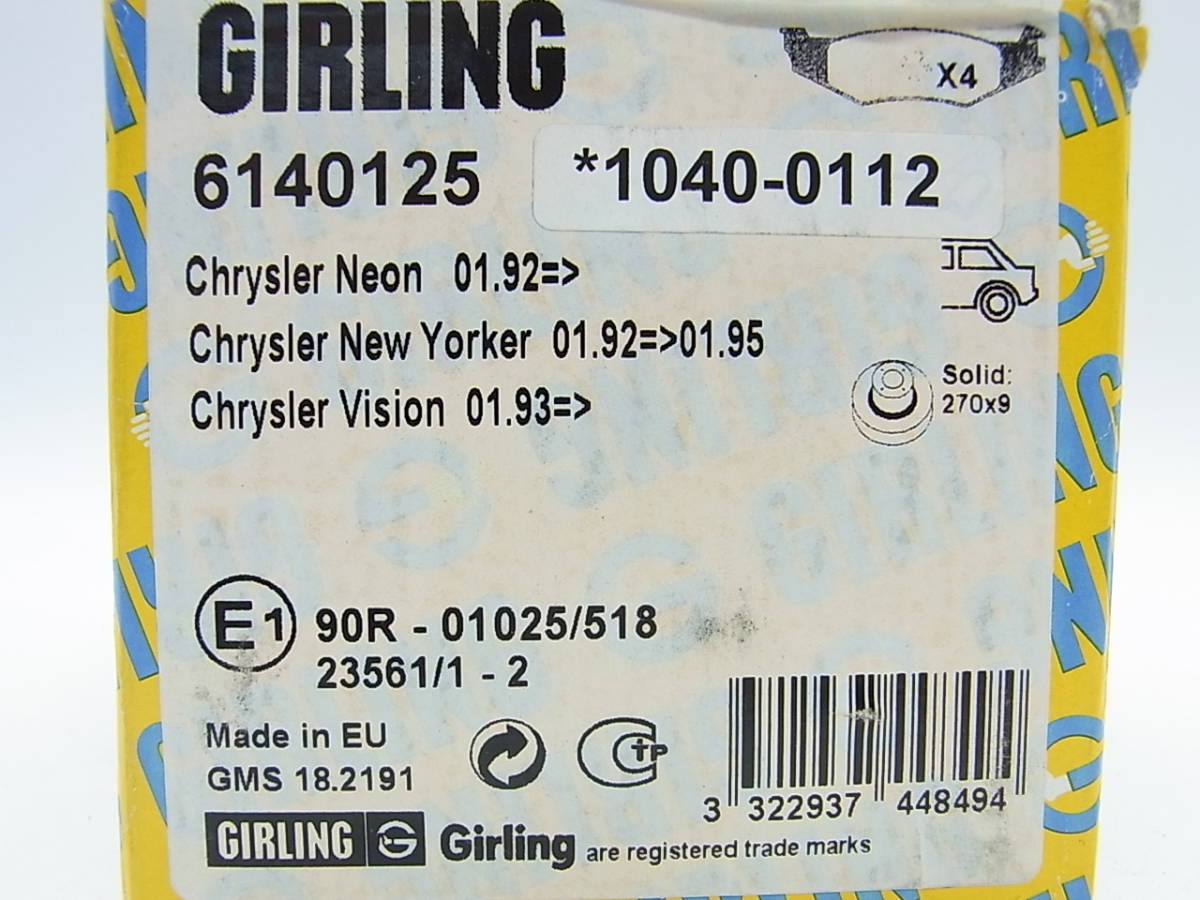 GIRLING
X4
6140125 *1040-0112
Chrysler Neon 01.92=>
Chrysler New Yorker 01.92=>01.95
Chrysler Vision 01.93=>
Solid:
270x9
E1 90R - 01025/518
23561/1 - 2
Made in EU
GMS 18.2191
3 322937 448494
GIRLING G Girling are registered trade marks